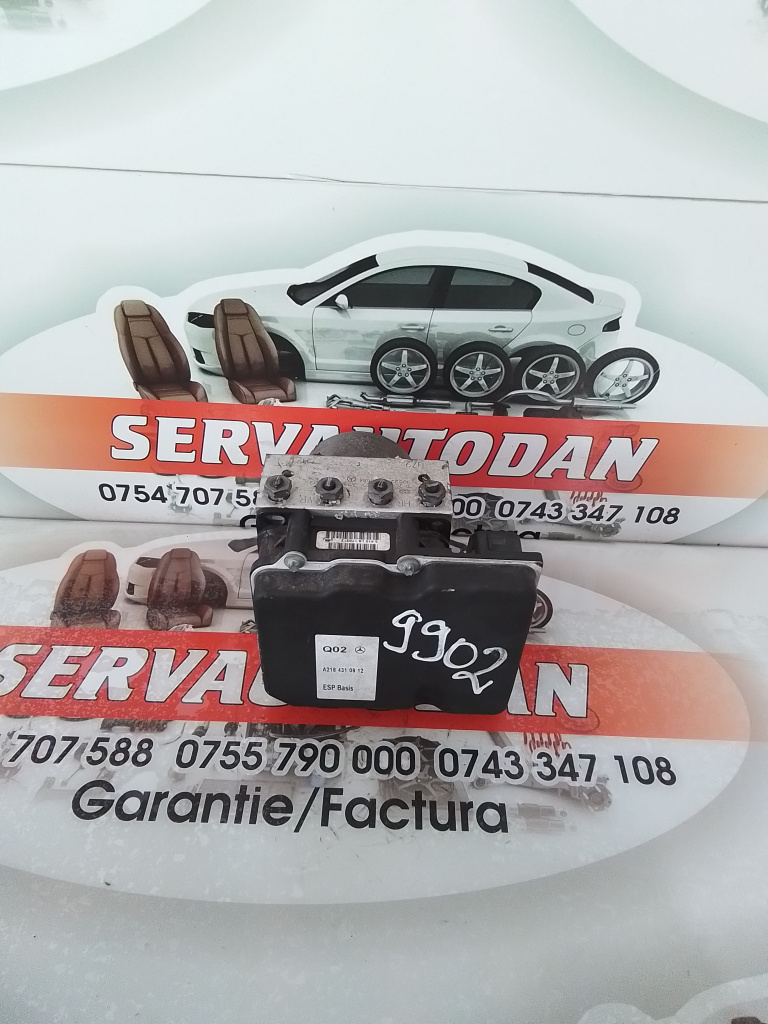 SERVAUTODAN
0754 707 58
000 0743 347 108
Q02
A218 431 08 12
ESP Basis
9902
SERVA
DAN
707 588 0755 790 000 0743 347 108
Garantie/Factura